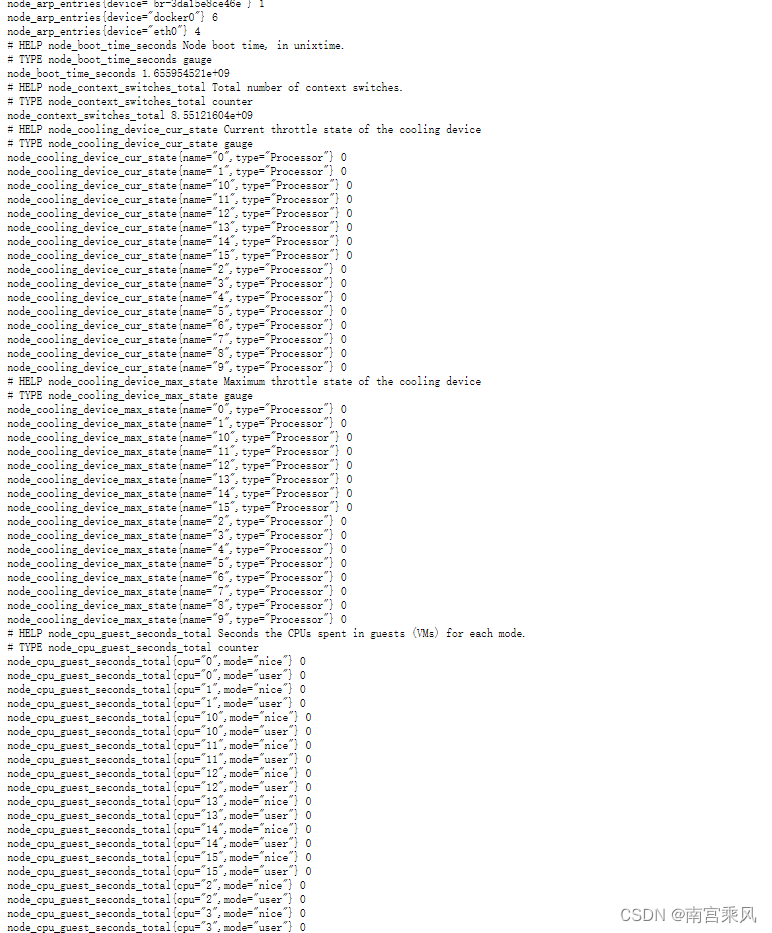 node_arp_entries{device="br-3da15e8ce46e"} 1
node_arp_entries{device="docker0"} 6
node_arp_entries{device="eth0"} 4
# HELP node_boot_time_seconds Node boot time, in unixtime.
# TYPE node_boot_time_seconds gauge
node_boot_time_seconds 1.655954521e+09
# HELP node_context_switches_total Total number of context switches.
# TYPE node_context_switches_total counter
node_context_switches_total 8.55121604e+09
# HELP node_cooling_device_cur_state Current throttle state of the cooling device
# TYPE node_cooling_device_cur_state gauge
node_cooling_device_cur_state{name="0",type="Processor"} 0
node_cooling_device_cur_state{name="1",type="Processor"} 0
node_cooling_device_cur_state{name="10",type="Processor"} 0
node_cooling_device_cur_state{name="11",type="Processor"} 0
node_cooling_device_cur_state{name="12",type="Processor"} 0
node_cooling_device_cur_state{name="13",type="Processor"} 0
node_cooling_device_cur_state{name="14",type="Processor"} 0
node_cooling_device_cur_state{name="15",type="Processor"} 0
node_cooling_device_cur_state{name="2",type="Processor"} 0
node_cooling_device_cur_state{name="3",type="Processor"} 0
node_cooling_device_cur_state{name="4",type="Processor"} 0
node_cooling_device_cur_state{name="5",type="Processor"} 0
node_cooling_device_cur_state{name="6",type="Processor"} 0
node_cooling_device_cur_state{name="7",type="Processor"} 0
node_cooling_device_cur_state{name="8",type="Processor"} 0
node_cooling_device_cur_state{name="9",type="Processor"} 0
# HELP node_cooling_device_max_state Maximum throttle state of the cooling device
# TYPE node_cooling_device_max_state gauge
node_cooling_device_max_state{name="0",type="Processor"} 0
node_cooling_device_max_state{name="1",type="Processor"} 0
node_cooling_device_max_state{name="10",type="Processor"} 0
node_cooling_device_max_state{name="11",type="Processor"} 0
node_cooling_device_max_state{name="12",type="Processor"} 0
node_cooling_device_max_state{name="13",type="Processor"} 0
node_cooling_device_max_state{name="14",type="Processor"} 0
node_cooling_device_max_state{name="15",type="Processor"} 0
node_cooling_device_max_state{name="2",type="Processor"} 0
node_cooling_device_max_state{name="3",type="Processor"} 0
node_cooling_device_max_state{name="4",type="Processor"} 0
node_cooling_device_max_state{name="5",type="Processor"} 0
node_cooling_device_max_state{name="6",type="Processor"} 0
node_cooling_device_max_state{name="7",type="Processor"} 0
node_cooling_device_max_state{name="8",type="Processor"} 0
node_cooling_device_max_state{name="9",type="Processor"} 0
# HELP node_cpu_guest_seconds_total Seconds the CPUs spent in guests (VMs) for each mode.
# TYPE node_cpu_guest_seconds_total counter
node_cpu_guest_seconds_total{cpu="0",mode="nice"} 0
node_cpu_guest_seconds_total{cpu="0",mode="user"} 0
node_cpu_guest_seconds_total{cpu="1",mode="nice"} 0
node_cpu_guest_seconds_total{cpu="1",mode="user"} 0
node_cpu_guest_seconds_total{cpu="10",mode="nice"} 0
node_cpu_guest_seconds_total{cpu="10",mode="user"} 0
node_cpu_guest_seconds_total{cpu="11",mode="nice"} 0
node_cpu_guest_seconds_total{cpu="11",mode="user"} 0
node_cpu_guest_seconds_total{cpu="12",mode="nice"} 0
node_cpu_guest_seconds_total{cpu="12",mode="user"} 0
node_cpu_guest_seconds_total{cpu="13",mode="nice"} 0
node_cpu_guest_seconds_total{cpu="13",mode="user"} 0
node_cpu_guest_seconds_total{cpu="14",mode="nice"} 0
node_cpu_guest_seconds_total{cpu="14",mode="user"} 0
node_cpu_guest_seconds_total{cpu="15",mode="nice"} 0
node_cpu_guest_seconds_total{cpu="15",mode="user"} 0
node_cpu_guest_seconds_total{cpu="2",mode="nice"} 0
node_cpu_guest_seconds_total{cpu="2",mode="user"} 0
node_cpu_guest_seconds_total{cpu="3",mode="nice"} 0
node_cpu_guest_seconds_total{cpu="3",mode="user"} 0
CSDN @南宫乘风